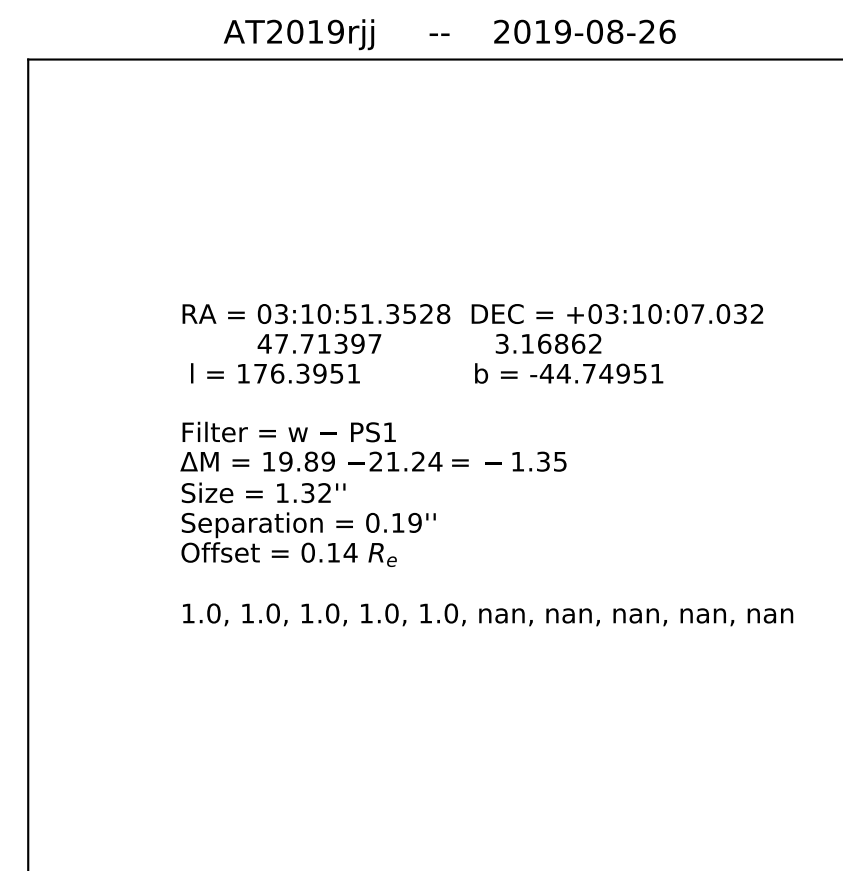 AT2019rjj -- 2019-08-26
RA = 03:10:51.3528 DEC = +03:10:07.032
47.71397 3.16862
l = 176.3951 b = -44.74951
Filter = w − PS1
ΔM = 19.89 −21.24 = − 1.35
Size = 1.32''
Separation = 0.19''
Offset = 0.14 Rₑ
1.0, 1.0, 1.0, 1.0, 1.0, nan, nan, nan, nan, nan